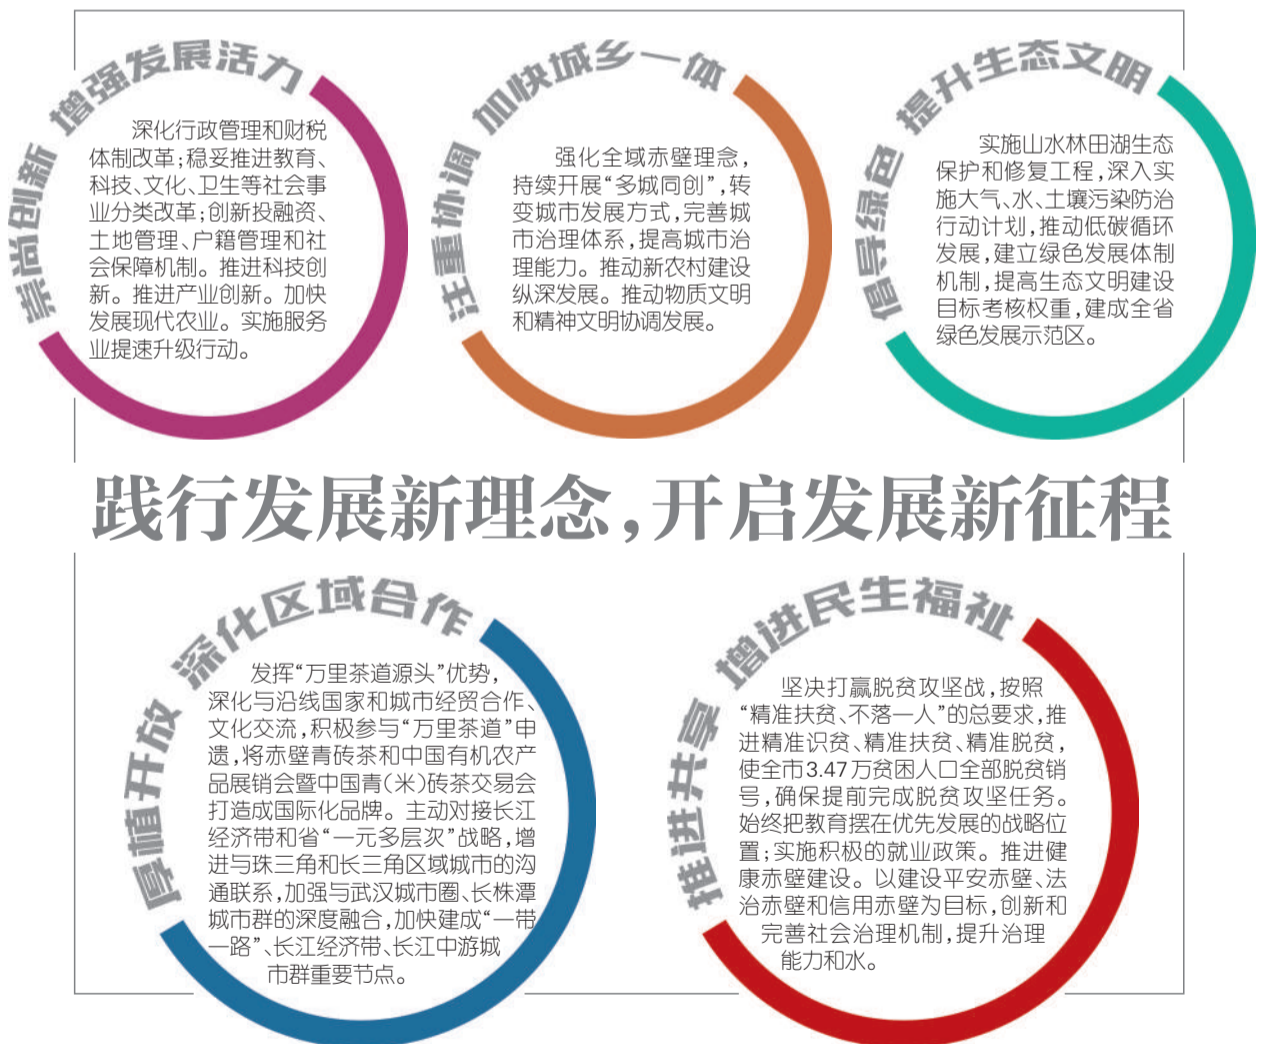 崇尚创新 增强发展活力
深化行政管理和财税
体制改革；稳妥推进教育、
科技、文化、卫生等社会事
业分类改革；创新投融资、
土地管理、户籍管理和社
会保障机制。推进科技创
新。推进产业创新。加快
发展现代农业。实施服务
业提速升级行动。
注重协调 加快城乡一体
强化全域赤壁理念，
持续开展“多城同创”，转
变城市发展方式，完善城
市治理体系，提高城市治
理能力。推动新农村建设
纵深发展。推动物质文明
和精神文明协调发展。
倡导绿色 提升生态文明
实施山水林田湖生态
保护和修复工程，深入实
施大气、水、土壤污染防治
行动计划，推动低碳循环
发展，建立绿色发展体制
机制，提高生态文明建设
目标考核权重，建成全省
绿色发展示范区。
践行发展新理念，开启发展新征程
厚植开放 深化区域合作
发挥“万里茶道源头”优势，
深化与沿线国家和城市经贸合作、
文化交流，积极参与“万里茶道”申
遗，将赤壁青砖茶和中国有机农产
品展销会暨中国青（米）砖茶交易会
打造成国际化品牌。主动对接长江
经济带和省“一元多层次”战略，增
进与珠三角和长三角区域城市的沟
通联系，加强与武汉城市圈、长株潭
城市群的深度融合，加快建成“一带
一路”、长江经济带、长江中游城
市群重要节点。
推进共享 增进民生福祉
坚决打赢脱贫攻坚战，按照
“精准扶贫、不落一人”的总要求，推
进精准识贫、精准扶贫、精准脱贫，
使全市3.47万贫困人口全部脱贫销
号，确保提前完成脱贫攻坚任务。
始终把教育摆在优先发展的战略位
置；实施积极的就业政策。推进健
康赤壁建设。以建设平安赤壁、法
治赤壁和信用赤壁为目标，创新和
完善社会治理机制，提升治理
能力和水。